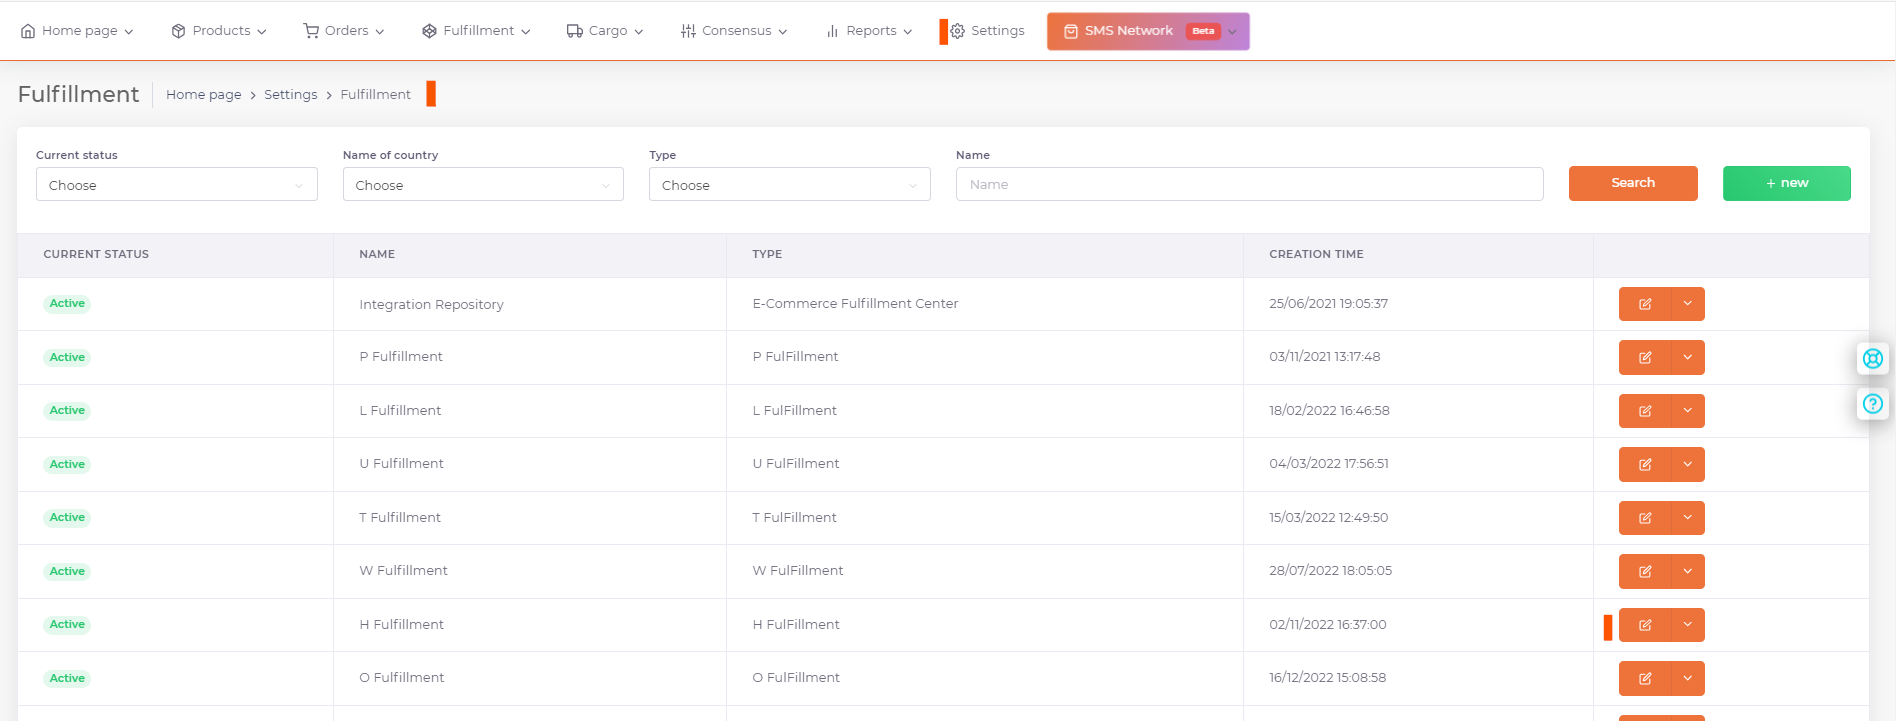 Home page Products Orders Fulfillment Cargo Consensus Reports Settings SMS Network Beta
Fulfillment Home page > Settings > Fulfillment
Current status Name of country Type Name
Choose Choose Choose Name Search + new
CURRENT STATUS NAME TYPE CREATION TIME
Active Integration Repository E-Commerce Fulfillment Center 25/06/2021 19:05:37
Active P Fulfillment P FulFillment 03/11/2021 13:17:48
Active L Fulfillment L FulFillment 18/02/2022 16:46:58
Active U Fulfillment U FulFillment 04/03/2022 17:56:51
Active T Fulfillment T FulFillment 15/03/2022 12:49:50
Active W Fulfillment W FulFillment 28/07/2022 18:05:05
Active H Fulfillment H FulFillment 02/11/2022 16:37:00
Active O Fulfillment O FulFillment 16/12/2022 15:08:58